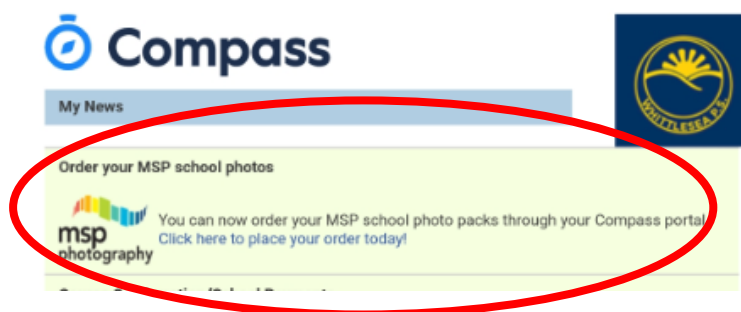 Compass
WHITTLESEA P.S.
My News
Order your MSP school photos
You can now order your MSP school photo packs through your Compass portal
msp
Click here to place your order today!
photography